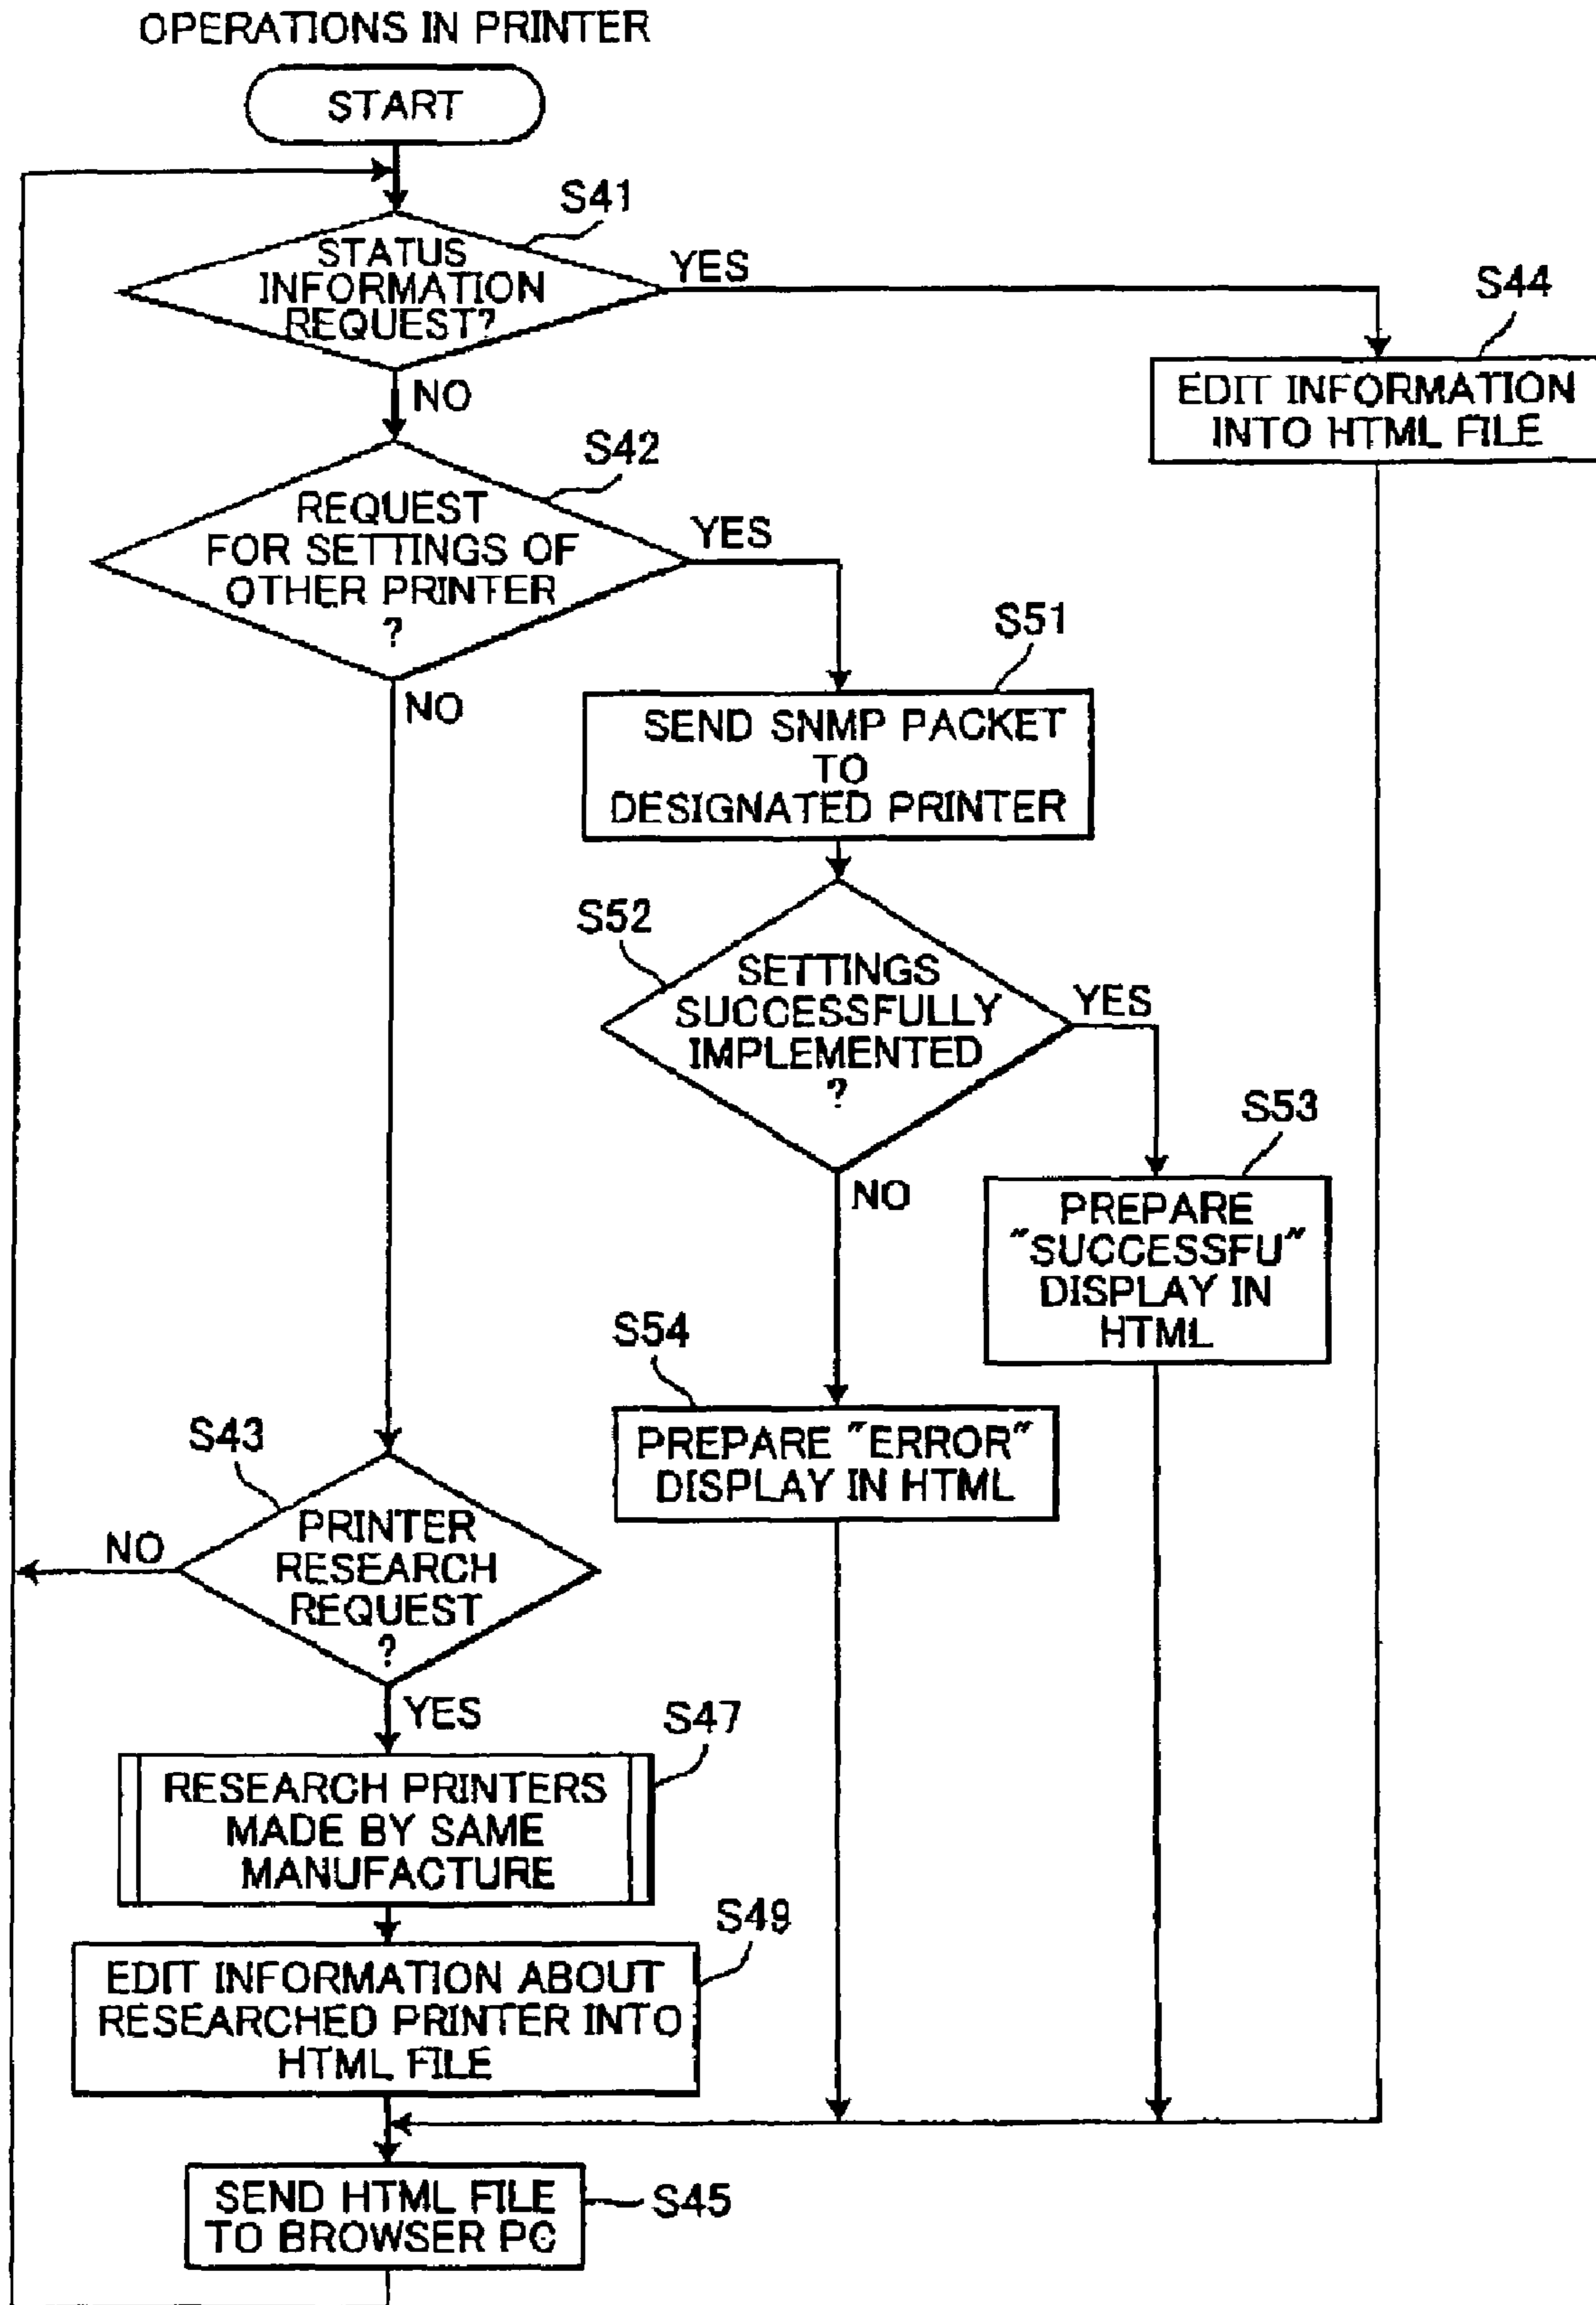 OPERATIONS IN PRINTER
START
S41
STATUS
INFORMATION
REQUEST?
YES
NO
S44
EDIT INFORMATION
INTO HTML FILE
S42
REQUEST
FOR SETTINGS OF
OTHER PRINTER
?
YES
NO
S51
SEND SNMP PACKET
TO
DESIGNATED PRINTER
S52
SETTINGS
SUCCESSFULLY
IMPLEMENTED
?
YES
NO
S53
PREPARE
"SUCCESSFU"
DISPLAY IN
HTML
S54
PREPARE "ERROR"
DISPLAY IN HTML
S43
PRINTER
RESEARCH
REQUEST
?
NO
YES
S47
RESEARCH PRINTERS
MADE BY SAME
MANUFACTURE
S49
EDIT INFORMATION ABOUT
RESEARCHED PRINTER INTO
HTML FILE
SEND HTML FILE
TO BROWSER PC
S45